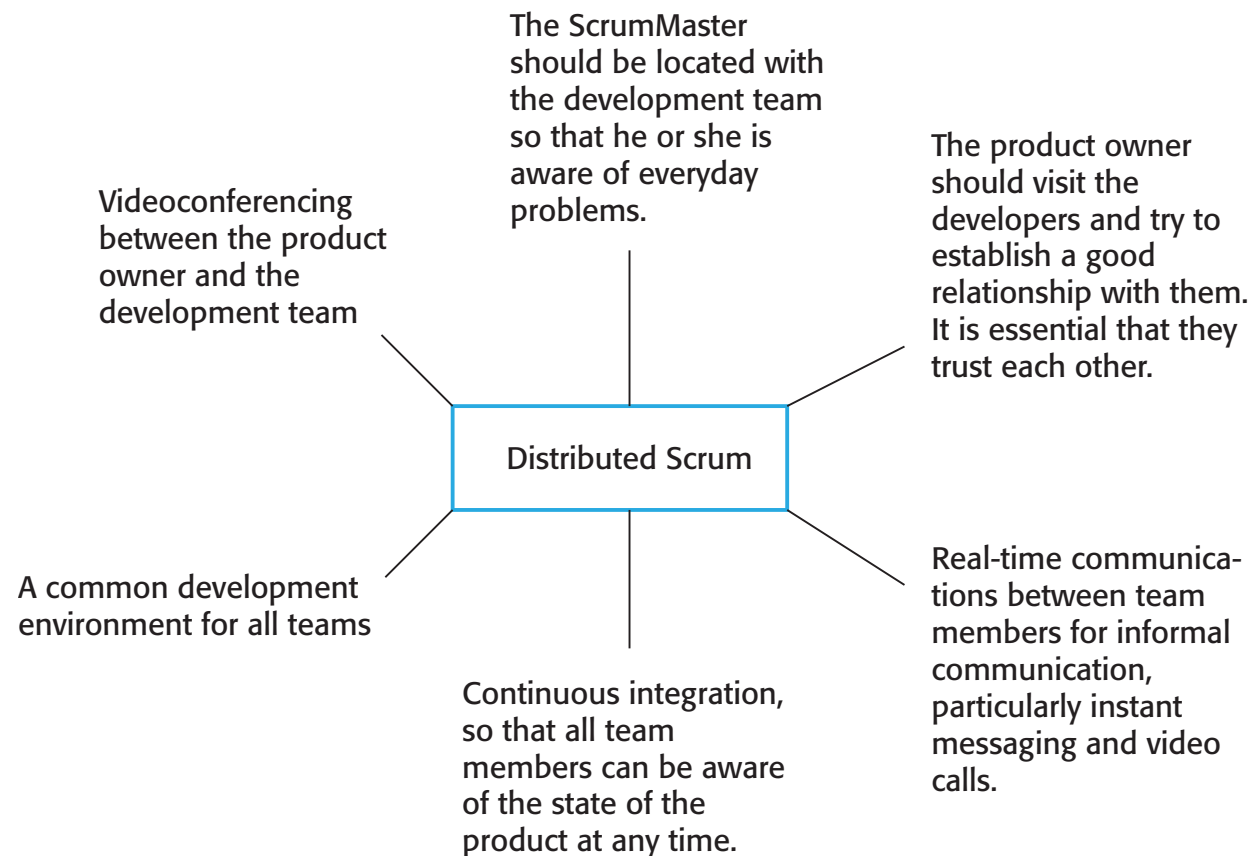 The ScrumMaster
should be located with
the development team
so that he or she is
aware of everyday
problems.
The product owner
should visit the
developers and try to
establish a good
relationship with them.
It is essential that they
trust each other.
Videoconferencing
between the product
owner and the
development team
Distributed Scrum
A common development
environment for all teams
Real-time communica-
tions between team
members for informal
communication,
particularly instant
messaging and video
calls.
Continuous integration,
so that all team
members can be aware
of the state of the
product at any time.